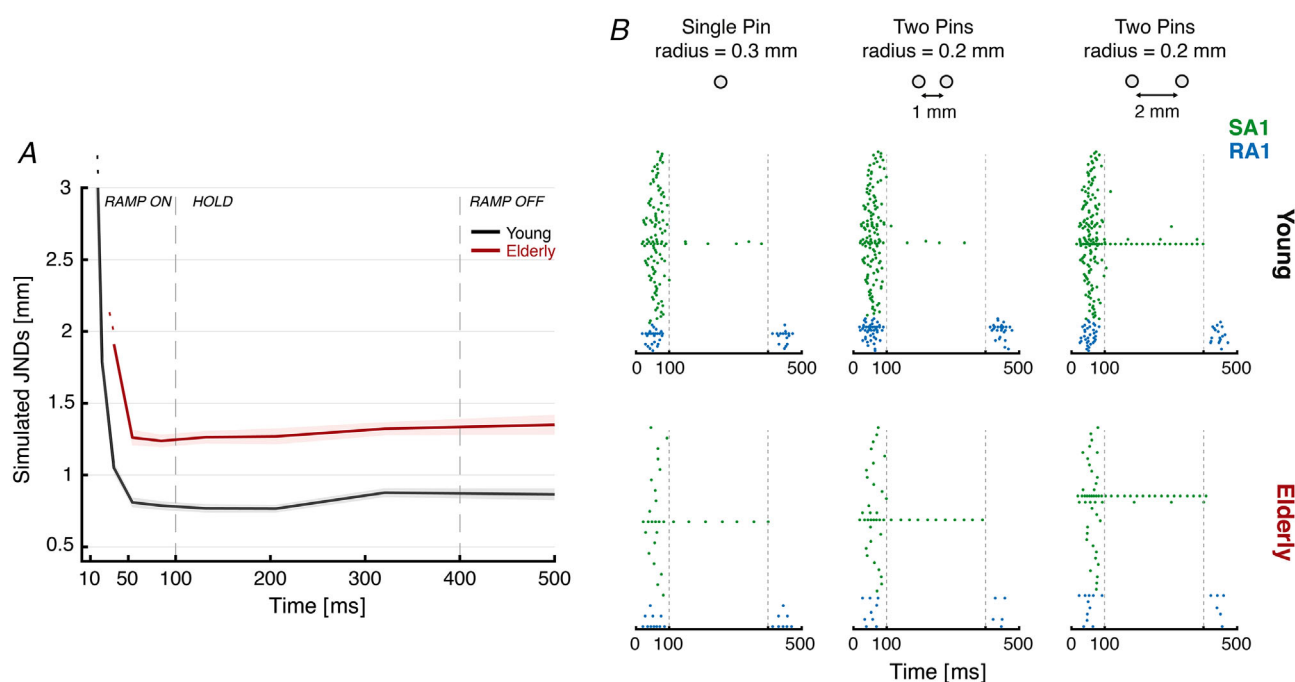 A
3
2.5
2
1.5
1
0.5
Simulated JNDs [mm]
RAMP ON
HOLD
RAMP OFF
Young
Elderly
10 50 100 200 300 400 500
Time [ms]
B
Single Pin
radius = 0.3 mm
Two Pins
radius = 0.2 mm
1 mm
Two Pins
radius = 0.2 mm
2 mm
SA1
RA1
Young
0 100 500
0 100 500
0 100 500
Elderly
0 100 500
0 100 500
0 100 500
Time [ms]